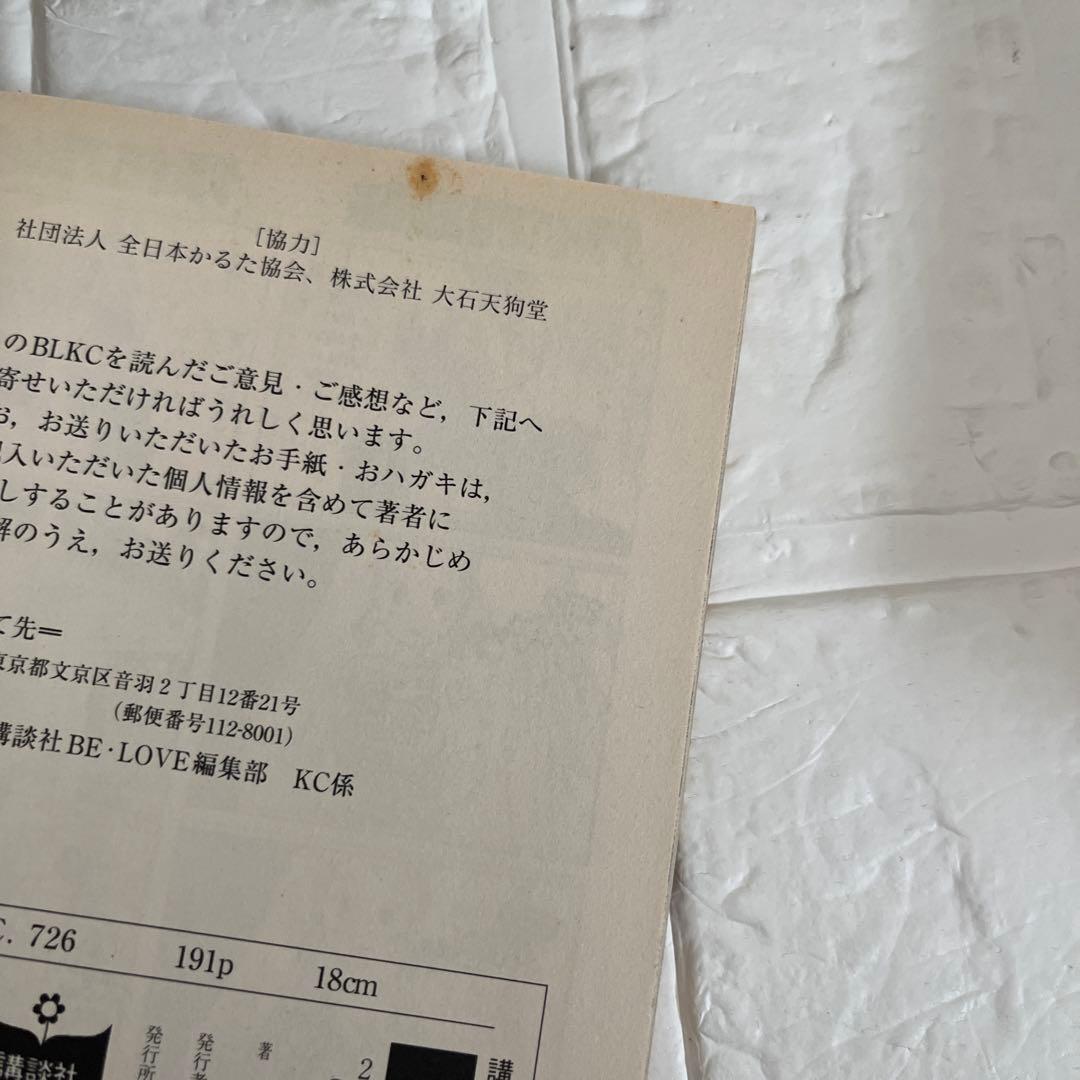 [協力]
社団法人 全日本かるた協会、株式会社 大石天狗堂
のBLKCを読んだご意見・ご感想など，下記へ
寄せいただければうれしく思います。
お，お送りいただいたお手紙・おハガキは，
入いただいた個人情報を含めて著者に
しすることがありますので，あらかじめ
解のうえ，お送りください。
て先=
東京都文京区音羽2丁目12番21号
(郵便番号112-8001)
講談社BE・LOVE編集部 KC係
C. 726 191p 18cm
講
2
著
発行者
発行所
講談社